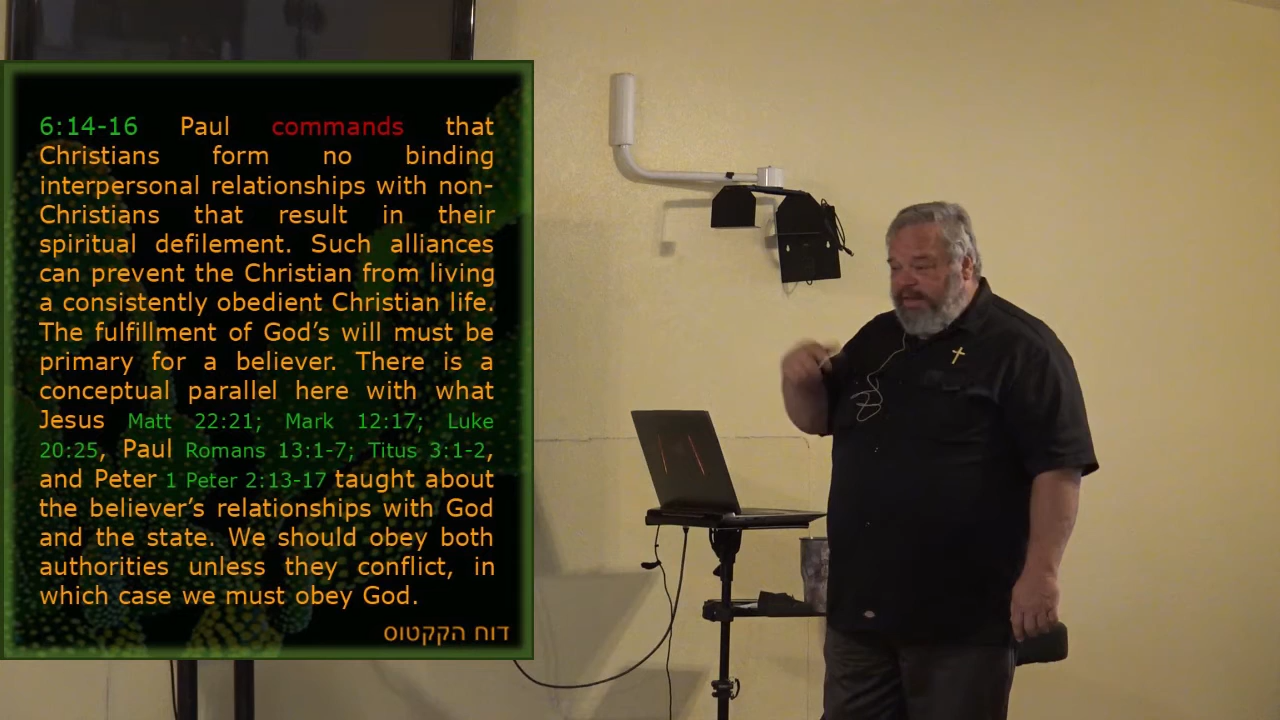 6:14-16 Paul commands that
Christians form no binding
interpersonal relationships with non-
Christians that result in their
spiritual defilement. Such alliances
can prevent the Christian from living
a consistently obedient Christian life.
The fulfillment of God’s will must be
primary for a believer. There is a
conceptual parallel here with what
Jesus Matt 22:21; Mark 12:17; Luke
20:25, Paul Romans 13:1-7; Titus 3:1-2,
and Peter 1 Peter 2:13-17 taught about
the believer’s relationships with God
and the state. We should obey both
authorities unless they conflict, in
which case we must obey God.
דוח הקקטוס